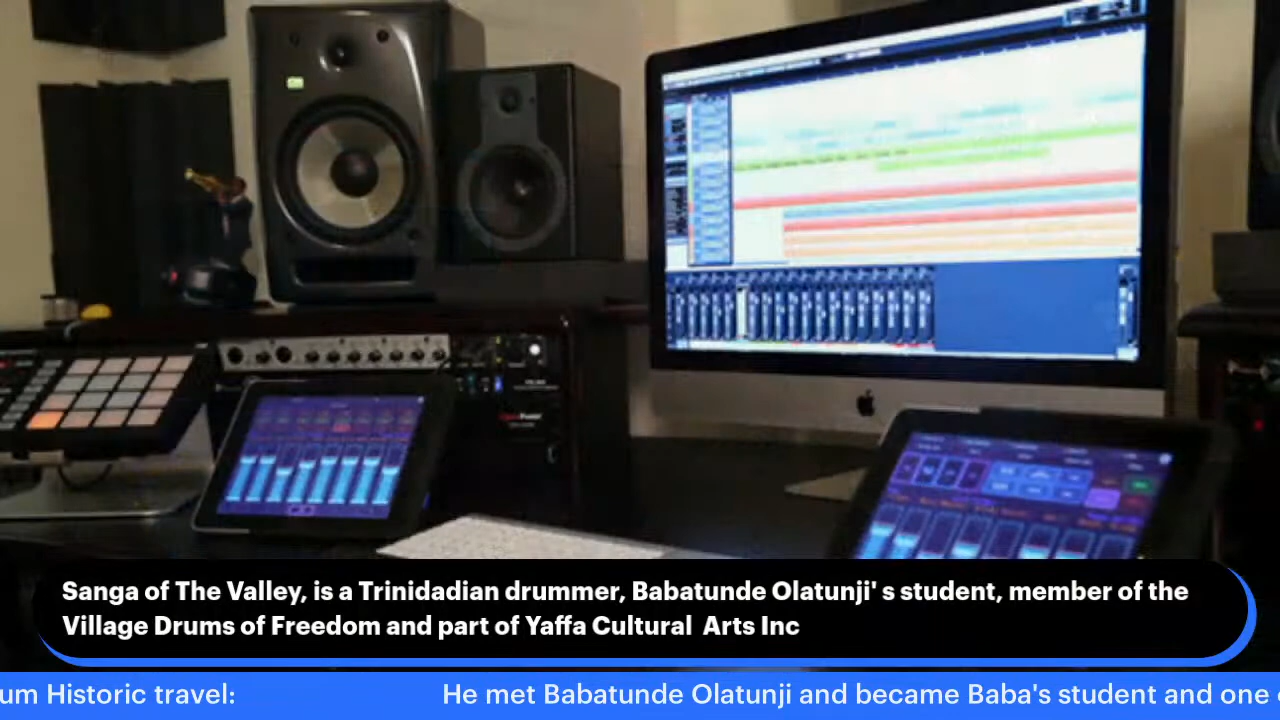 Sanga of The Valley, is a Trinidadian drummer, Babatunde Olatunji' s student, member of the
Village Drums of Freedom and part of Yaffa Cultural Arts Inc
um Historic travel: He met Babatunde Olatunji and became Baba's student and one